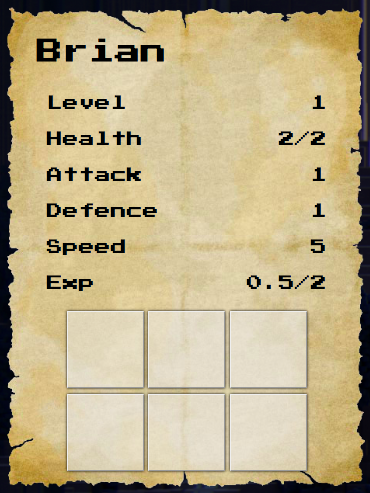 Brian
Level 1
Health 2/2
Attack 1
Defence 1
Speed 5
Exp 0.5/2